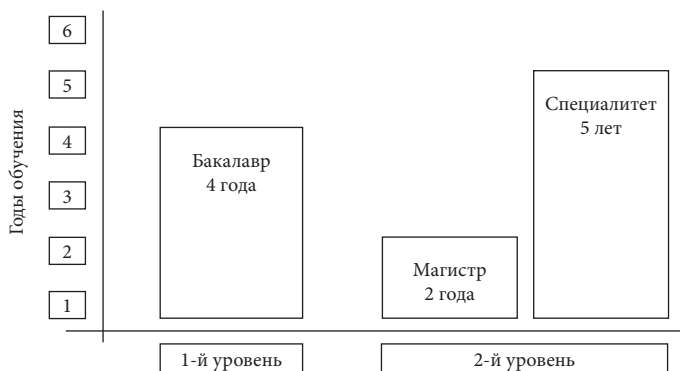 Годы обучения
6
5
4
3
2
1
Бакалавр
4 года
Магистр
2 года
Специалитет
5 лет
1-й уровень
2-й уровень